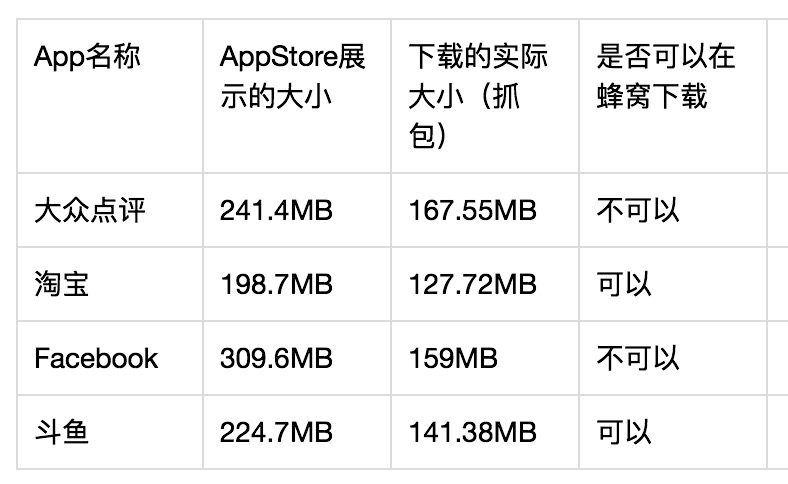 App名称 AppStore展示的大小 下载的实际大小（抓包） 是否可以在蜂窝下载
大众点评 241.4MB 167.55MB 不可以
淘宝 198.7MB 127.72MB 可以
Facebook 309.6MB 159MB 不可以
斗鱼 224.7MB 141.38MB 可以